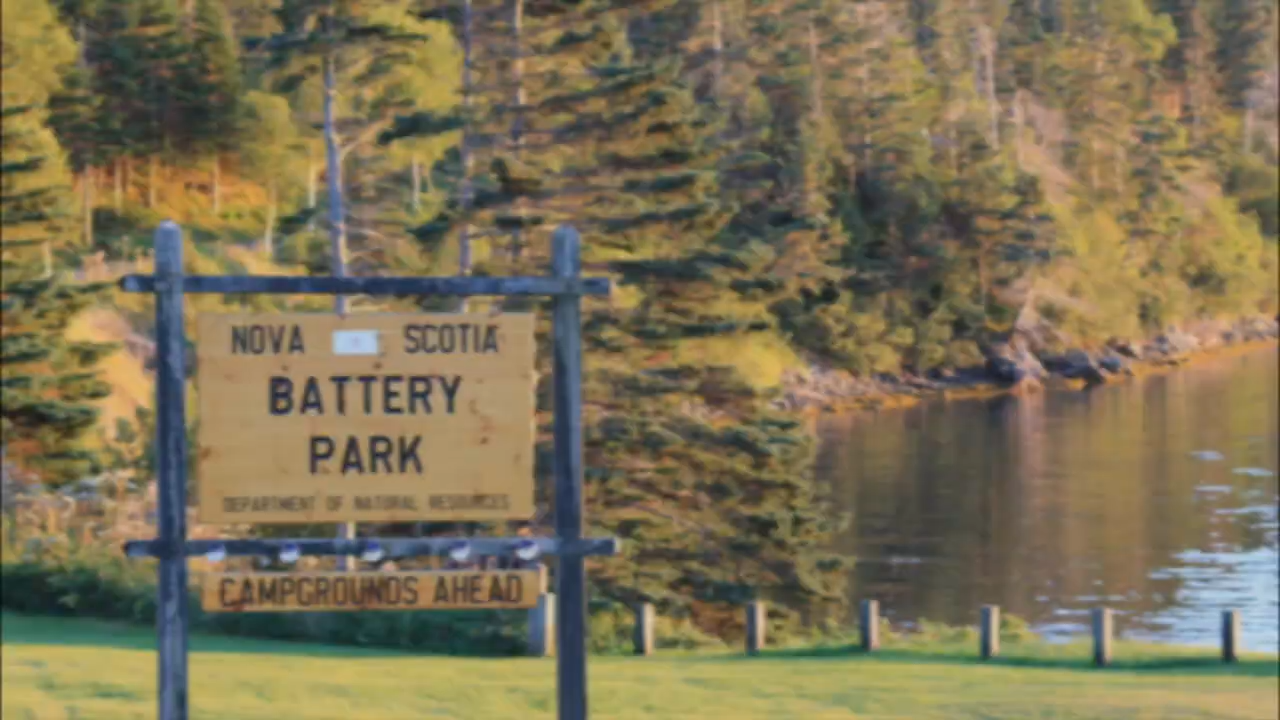 NOVA SCOTIA
BATTERY
PARK
DEPARTMENT OF NATURAL RESOURCES
CAMPGROUNDS AHEAD